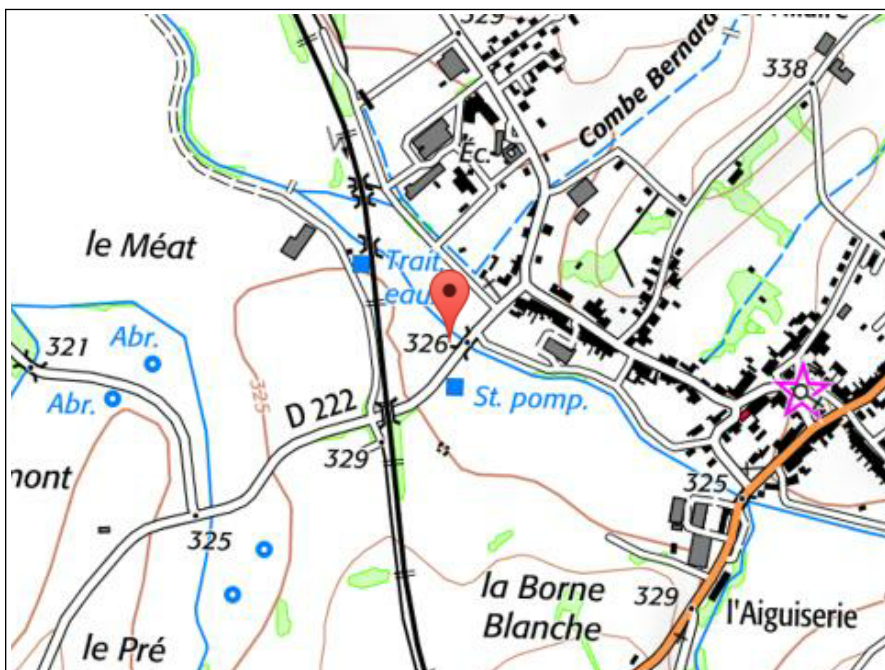 329
338
Combe Bernard
Éc.
le Méat
Trait.
eau
326
Abr.
321
Abr.
325
D 222
St. pomp.
mont
329
325
325
la Borne
Blanche
329
l'Aiguiserie
le Pré